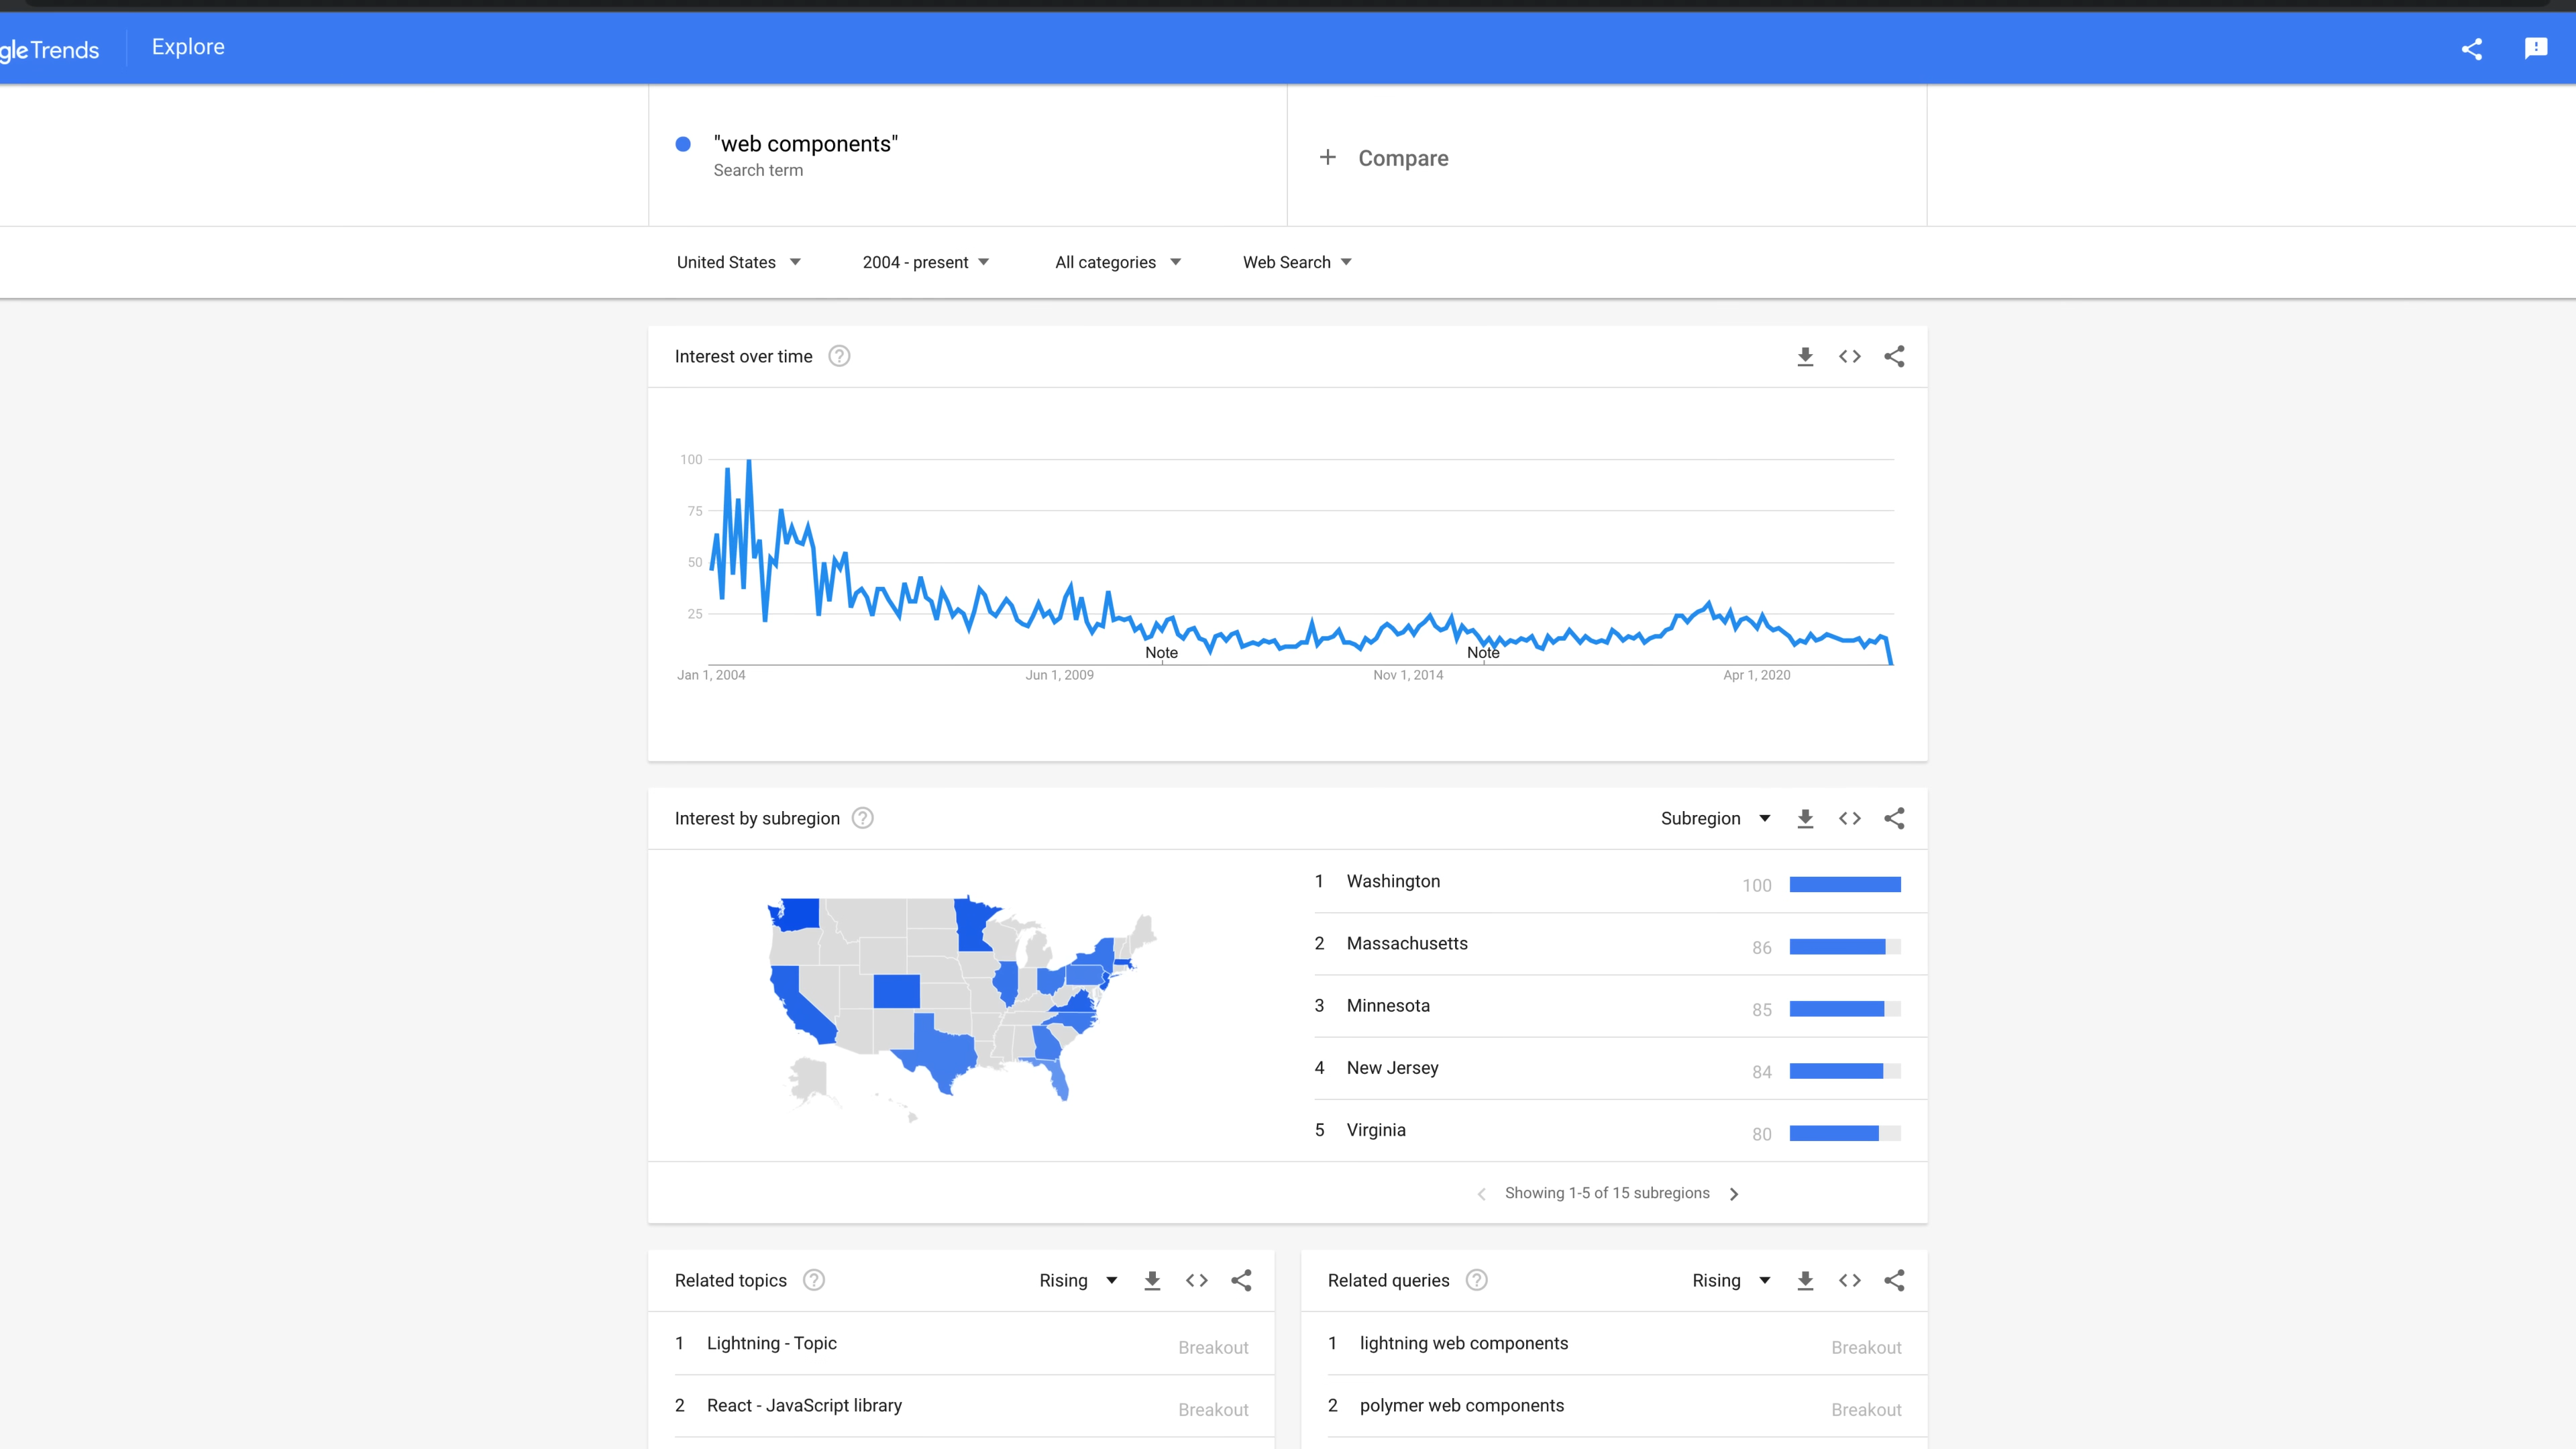 gle Trends
Explore
"web components"
Search term
+ Compare
United States
2004 - present
All categories
Web Search
Interest over time
100
75
50
25
Note
Note
Jan 1, 2004
Jun 1, 2009
Nov 1, 2014
Apr 1, 2020
Interest by subregion
Subregion
1 Washington 100
2 Massachusetts 86
3 Minnesota 85
4 New Jersey 84
5 Virginia 80
Showing 1-5 of 15 subregions
Related topics
Rising
1 Lightning - Topic Breakout
2 React - JavaScript library Breakout
Related queries
Rising
1 lightning web components Breakout
2 polymer web components Breakout